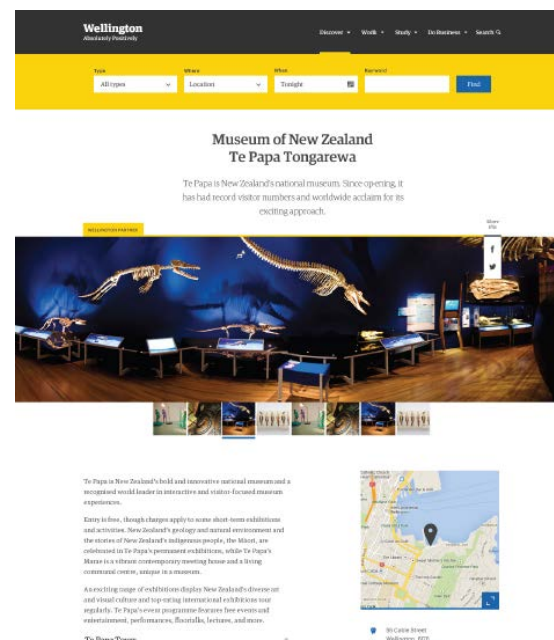 Wellington
Absolutely Positively
Discover Work Study Do Business Search
Type Where When Keyword
All types Location Tonight Find
Museum of New Zealand
Te Papa Tongarewa
Te Papa is New Zealand's national museum. Since opening, it
has had record visitor numbers and worldwide acclaim for its
exciting approach.
WELLINGTON PARTNER
Share
Te Papa is New Zealand's bold and innovative national museum and a
recognised world leader in interactive and visitor-focused museum
experiences.
Entry is free, though charges apply to some short-term exhibitions
and activities. New Zealand's geology and natural environment and
the stories of New Zealand's indigenous people, the Māori, are
celebrated in Te Papa's permanent exhibitions, while Te Papa's
Marae is a vibrant contemporary meeting house and a living
communal centre, unique in a museum.
An exciting range of exhibitions display New Zealand's diverse art
and visual culture and top-rating international exhibitions tour
regularly. Te Papa's event programme features free events and
entertainment, performances, floortalks, lectures, and more.
Te Papa Tours
55 Cable Street
Wellington, 6011